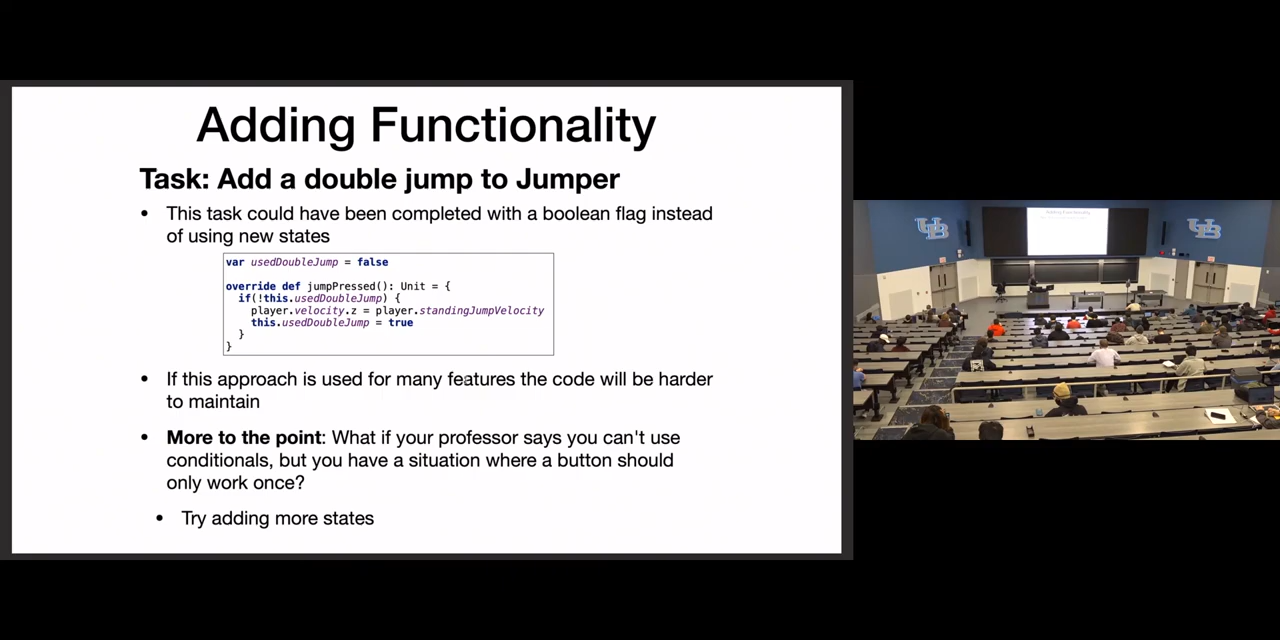 Adding Functionality
Task: Add a double jump to Jumper
• This task could have been completed with a boolean flag instead
of using new states
var usedDoubleJump = false
override def jumpPressed(): Unit = {
if(!this.usedDoubleJump) {
player.velocity.z = player.standingJumpVelocity
this.usedDoubleJump = true
}
}
• If this approach is used for many features the code will be harder
to maintain
• More to the point: What if your professor says you can't use
conditionals, but you have a situation where a button should
only work once?
• Try adding more states
UB
Adding Functionality
UB